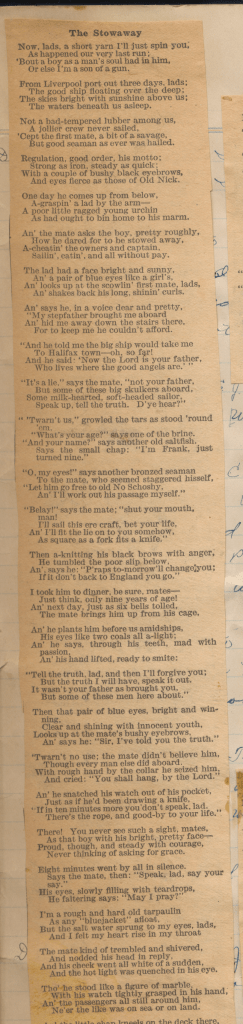 The Stowaway
Now, lads, a short yarn I'll just spin you,
As happened our very last run;
'Bout a boy as a man's soul had in him,
Or else I'm a son of a gun.
From Liverpool port out three days, lads;
The good ship floating over the deep;
The skies bright with sunshine above us;
The waters beneath us asleep.
Not a bad-tempered lubber among us,
A jollier crew never sailed,
'Cept the first mate, a bit of a savage,
But good seaman as ever was hailed.
Regulation, good order, his motto;
Strong as iron, steady as quick;
With a couple of bushy black eyebrows,
And eyes fierce as those of Old Nick.
One day he comes up from below,
A-graspin' a lad by the arm—
A poor little ragged young urchin
As had ought to bin home to his marm.
An' the mate asks the boy, pretty roughly,
How he dared for to be stowed away,
A-cheatin' the owners and captain,
Sailin', eatin', and all without pay.
The lad had a face bright and sunny,
An' a pair of blue eyes like a girl's,
An' looks up at the scowlin' first mate, lads,
An' shakes back his long, shinin' curls.
An' says he, in a voice dear and pretty,
"My stepfather brought me aboard
An' hid me away down the stairs there,
For to keep me he couldn't afford.
"And he told me the big ship would take me
To Halifax town—oh, so far!
And he said: 'Now the Lord is your father,
Who lives where the good angels are.'"
"It's a lie," says the mate, "not your father,
But some of these big skulkers aboard,
Some milk-hearted, soft-headed sailor.
Speak up, tell the truth. D'ye hear?"
"Twarn't us," growled the tars as stood 'round
'em.
"What's your age?" says one of the brine.
"And your name?" says another old saltfish.
Says the small chap: "I'm Frank, just
turned nine."
"O, my eyes!" says another bronzed seaman
To the mate, who seemed staggered hisself,
"Let him go free to old No Schoshy,
An' I'll work out his passage myself."
"Belay!" says the mate; "shut your mouth,
man!
I'll sail this ere craft, bet your life,
An' I'll fit the lie on to you somehow,
As square as a fork fits a knife."
Then a-knitting his black brows with anger,
He tumbled the poor slip below,
An', says he: "P'raps to-morrow'll change you;
If it don't back to England you go."
I took him to dinner, be sure, mates—
Just think, only nine years of age!
An' next day, just as six bells tolled,
The mate brings him up from his cage.
An' he plants him before us amidships,
His eyes like two coals all a-light;
An' he says, through his teeth, mad with
passion,
An' his hand lifted, ready to smite:
"Tell the truth, lad, and then I'll forgive you;
But the truth I will have, speak it out.
It wasn't your father as brought you,
But some of these men here about."
Then that pair of blue eyes, bright and win-
ning,
Clear and shining with innocent youth,
Looks up at the mate's bushy eyebrows,
An' says he: "Sir, I've told you the truth."
'Twarn't no use; the mate didn't believe him,
Though every man else did aboard.
With rough hand by the collar he seized him,
And cried: "You shall hang, by the Lord."
An' he snatched his watch out of his pocket,
Just as if he'd been drawing a knife.
"If in ten minutes more you don't speak, lad,
There's the rope, and good-by to your life."
There! You never see such a sight, mates,
As that boy with his bright, pretty face—
Proud, though, and steady with courage,
Never thinking of asking for grace.
Eight minutes went by all in silence.
Says the mate, then: "Speak, lad, say your
say."
His eyes, slowly filling with teardrops,
He faltering says: "May I pray?"
I'm a rough and hard old tarpaulin
As any "bluejacket" afloat,
But the salt water sprung to my eyes, lads,
And I felt my heart rise in my throat
The mate kind of trembled and shivered,
And nodded his head in reply.
And his cheek went all white of a sudden,
And the hot light was quenched in his eye.
Tho' he stood like a figure of marble,
With his watch tightly grasped in his hand,
An' the passengers all still around him,
Ne'er the like was on sea or on land.